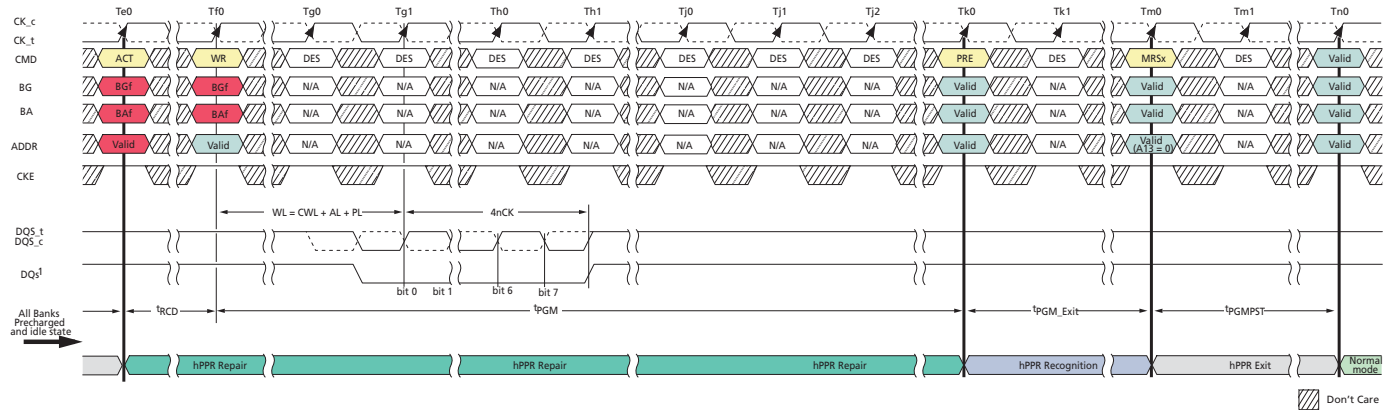 Te0 Tf0 Tg0 Tg1 Th0 Th1 Tj0 Tj1 Tj2 Tk0 Tk1 Tm0 Tm1 Tn0
CK_c
CK_t
CMD ACT WR DES DES DES DES DES DES DES PRE DES MRSx DES Valid
BG BGf BGf N/A N/A N/A N/A N/A N/A N/A Valid N/A Valid N/A Valid
BA BAf BAf N/A N/A N/A N/A N/A N/A N/A Valid N/A Valid N/A Valid
ADDR Valid Valid N/A N/A N/A N/A N/A N/A N/A Valid N/A Valid (A13 = 0) N/A Valid
CKE
WL = CWL + AL + PL 4nCK
DQS_t
DQS_c
DQs1
bit 0 bit 1 bit 6 bit 7
All Banks
Precharged
and idle state
tRCD tPGM tPGM_Exit tPGMPST
hPPR Repair hPPR Repair hPPR Repair hPPR Recognition hPPR Exit Normal
mode
Don't Care